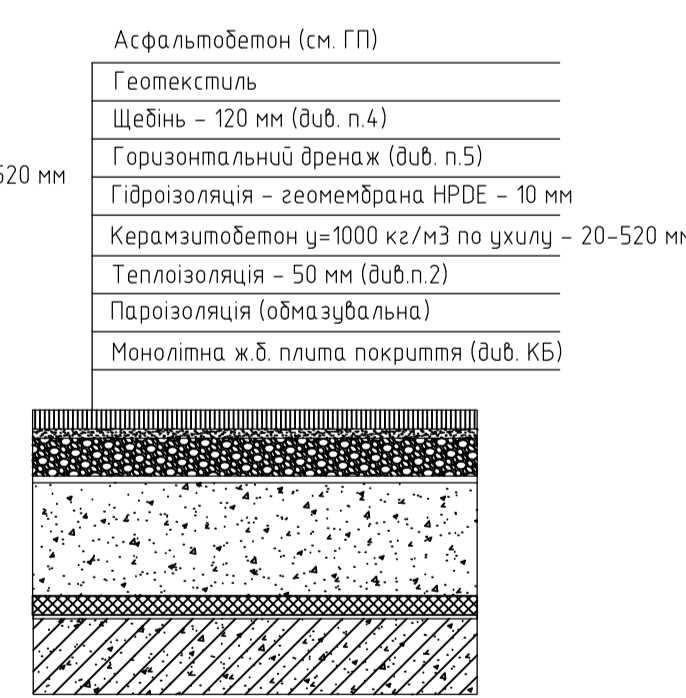 Асфальтобетон (см. ГП)
Геотекстиль
Щебінь – 120 мм (див. п.4)
Горизонтальний дренаж (див. п.5)
520 мм
Гідроізоляція – геомембрана HPDE – 10 мм
Керамзитобетон y=1000 кг/м3 по ухилу – 20–520 мм
Теплоізоляція – 50 мм (див.п.2)
Пароізоляція (обмазувальна)
Монолітна ж.б. плита покриття (див. КБ)